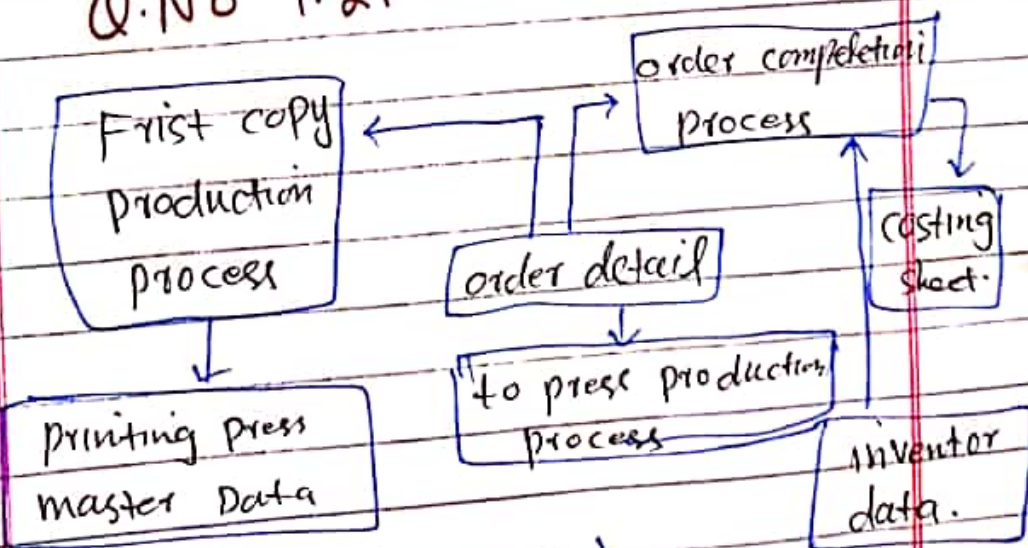 Q.No
order completion
process
Frist copy
production
process
order detail
costing
sheet.
"to press production
process
printing press
master Data
inventor
data.